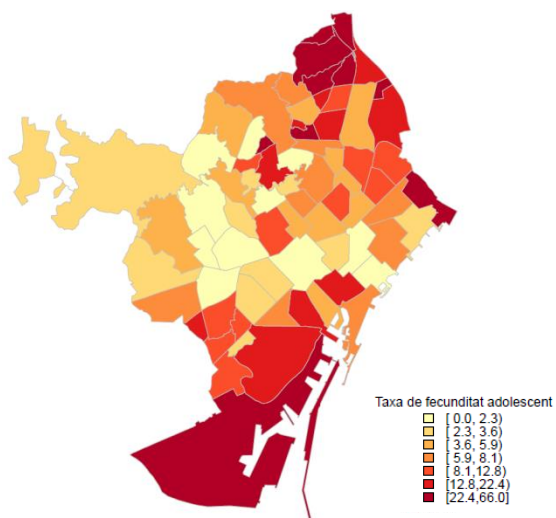 Taxa de fecunditat adolescent
[ 0.0, 2.3)
[ 2.3, 3.6)
[ 3.6, 5.9)
[ 5.9, 8.1)
[ 8.1,12.8)
[12.8,22.4)
[22.4,66.0]